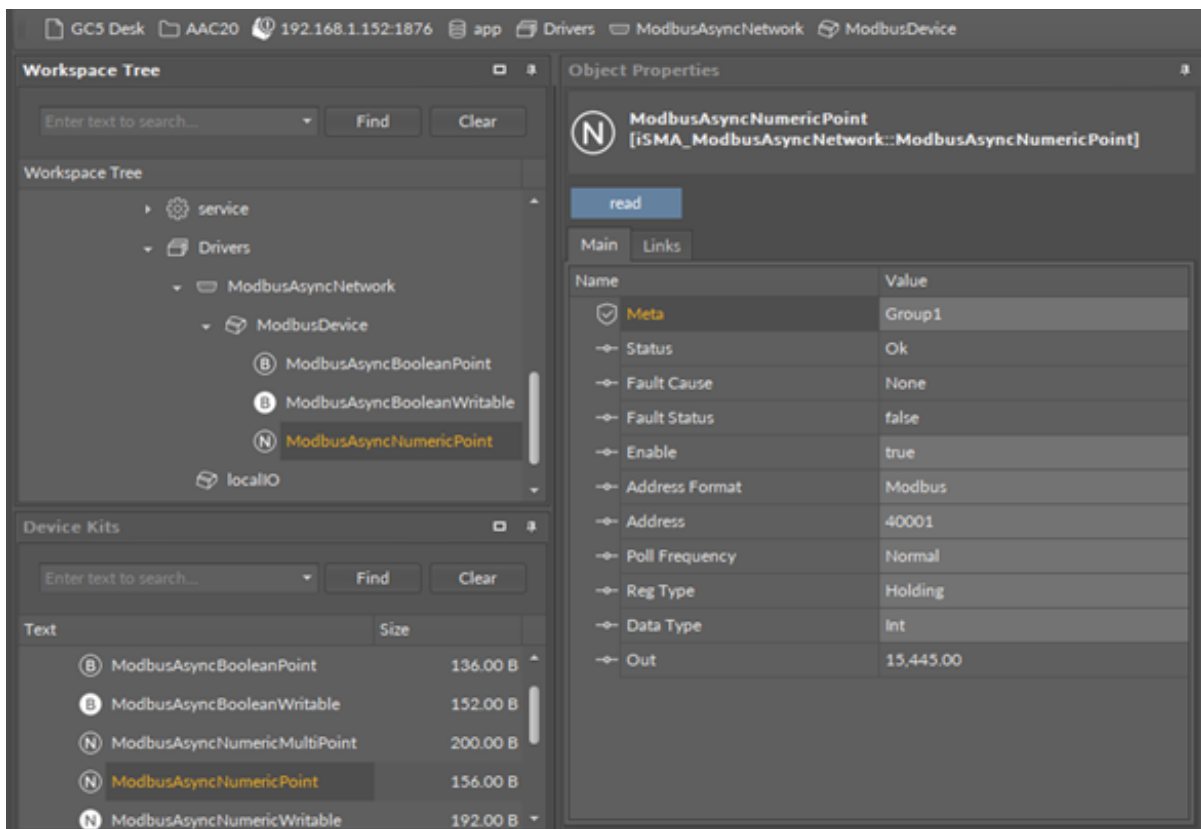 GC5 Desk AAC20 192.168.1.152:1876 app Drivers ModbusAsyncNetwork ModbusDevice
Workspace Tree
Enter text to search... Find Clear
Workspace Tree
service
Drivers
ModbusAsyncNetwork
ModbusDevice
ModbusAsyncBooleanPoint
ModbusAsyncBooleanWritable
ModbusAsyncNumericPoint
localIO
Device Kits
Enter text to search... Find Clear
Text Size
ModbusAsyncBooleanPoint 136.00 B
ModbusAsyncBooleanWritable 152.00 B
ModbusAsyncNumericMultiPoint 200.00 B
ModbusAsyncNumericPoint 156.00 B
ModbusAsyncNumericWritable 192.00 B
Object Properties
N ModbusAsyncNumericPoint
[iSMA_ModbusAsyncNetwork::ModbusAsyncNumericPoint]
read
Main Links
Name Value
Meta Group1
Status Ok
Fault Cause None
Fault Status false
Enable true
Address Format Modbus
Address 40001
Poll Frequency Normal
Reg Type Holding
Data Type Int
Out 15,445.00